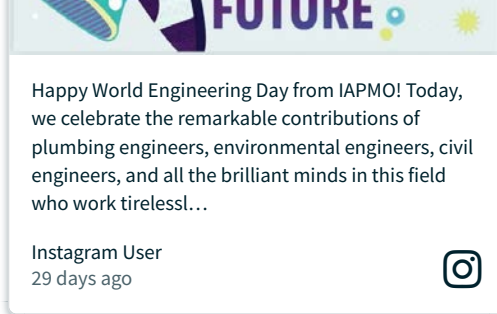 FUTURE
Happy World Engineering Day from IAPMO! Today,
we celebrate the remarkable contributions of
plumbing engineers, environmental engineers, civil
engineers, and all the brilliant minds in this field
who work tirelessl…
Instagram User
29 days ago